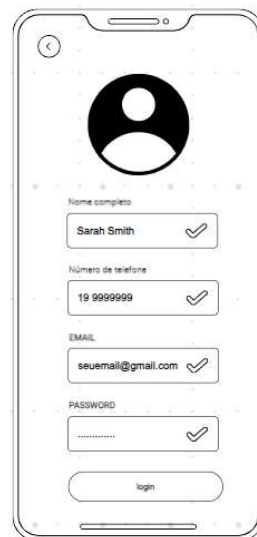 Nome completo
Sarah Smith
Número de telefone
19 9999999
EMAIL
seuemail@gmail.com
PASSWORD
.............
login